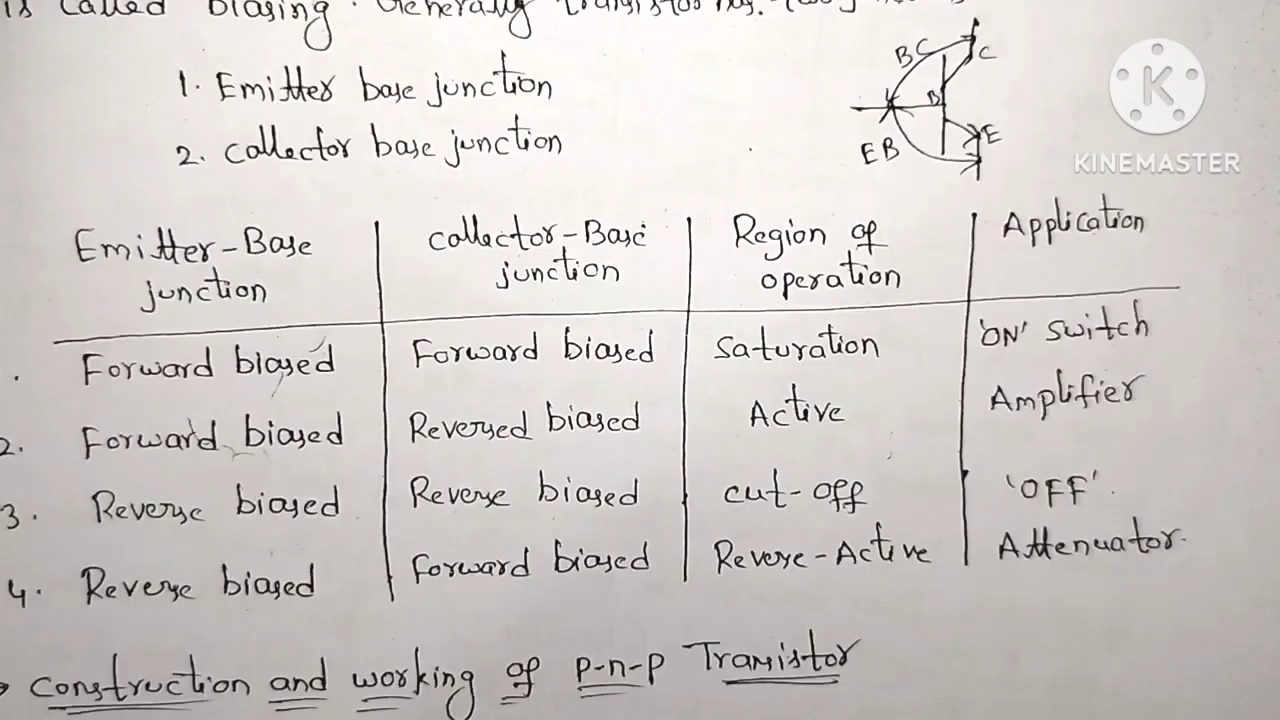 is called biasing. Generally transistor has two
1. Emitter base junction
2. collector base junction
BC
C
B
E
EB
K
KINEMASTER
Emitter-Base junction | collector-Base junction | Region of operation | Application
. Forward biased | Forward biased | Saturation | 'ON' switch
2. Forward biased | Reversed biased | Active | Amplifier
3. Reverse biased | Reverse biased | cut-off | 'OFF'.
4. Reverse biased | Forward biased | Reverse-Active | Attenuator.
construction and working of p-n-p Transistor